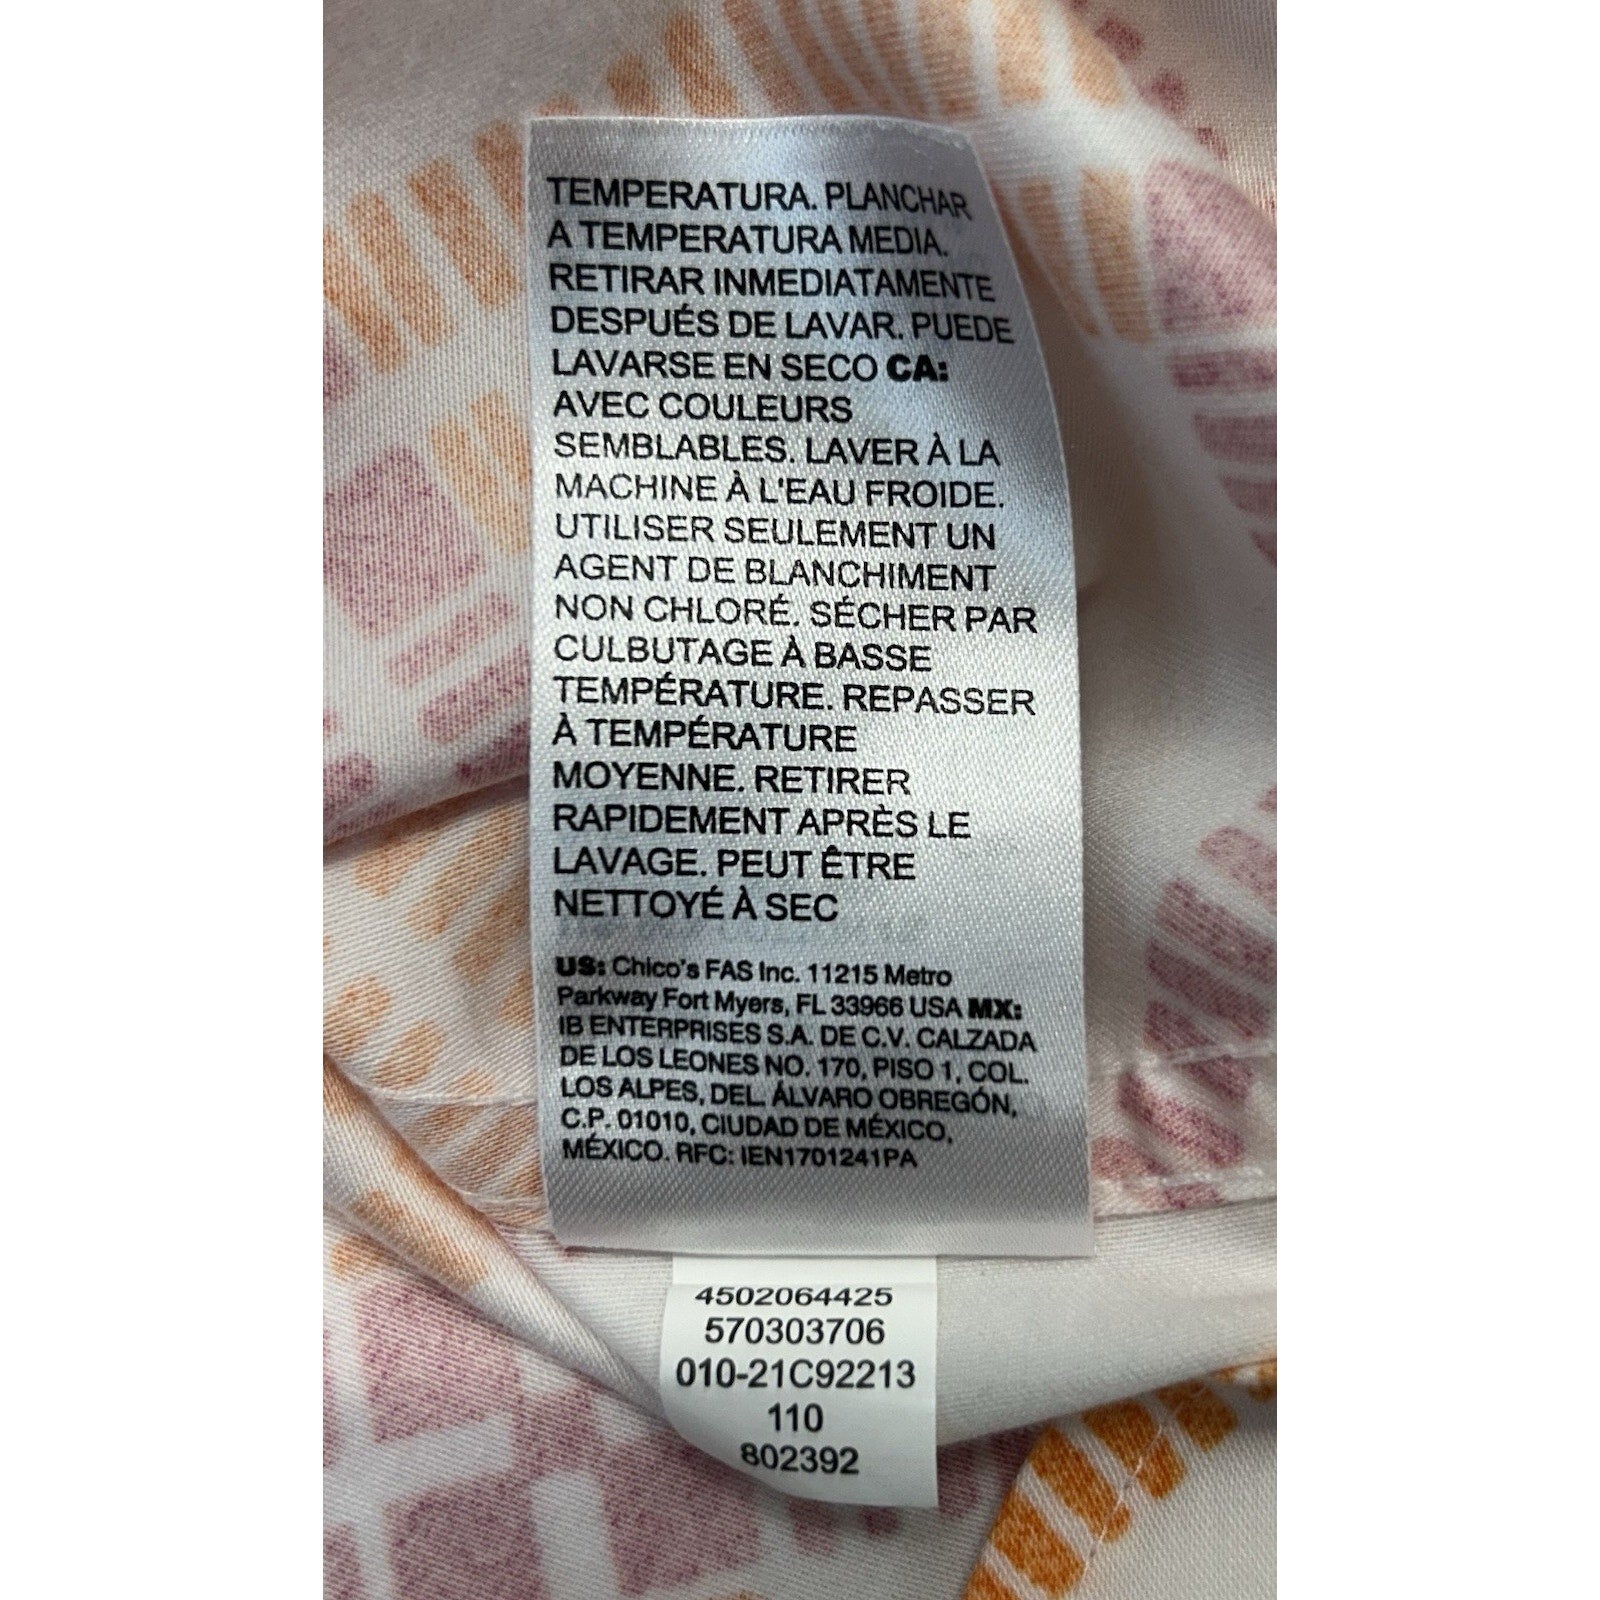 TEMPERATURA. PLANCHAR
A TEMPERATURA MEDIA.
RETIRAR INMEDIATAMENTE
DESPUÉS DE LAVAR. PUEDE
LAVARSE EN SECO CA:
AVEC COULEURS
SEMBLABLES. LAVER À LA
MACHINE À L'EAU FROIDE.
UTILISER SEULEMENT UN
AGENT DE BLANCHIMENT
NON CHLORÉ. SÉCHER PAR
CULBUTAGE À BASSE
TEMPÉRATURE. REPASSER
À TEMPÉRATURE
MOYENNE. RETIRER
RAPIDEMENT APRÈS LE
LAVAGE. PEUT ÊTRE
NETTOYÉ À SEC
US: Chico's FAS Inc. 11215 Metro
Parkway Fort Myers, FL 33966 USA MX:
IB ENTERPRISES S.A. DE C.V. CALZADA
DE LOS LEONES NO. 170, PISO 1, COL.
LOS ALPES, DEL. ÁLVARO OBREGÓN,
C.P. 01010, CIUDAD DE MÉXICO,
MÉXICO. RFC: IEN1701241PA
4502064425
570303706
010-21C92213
110
802392